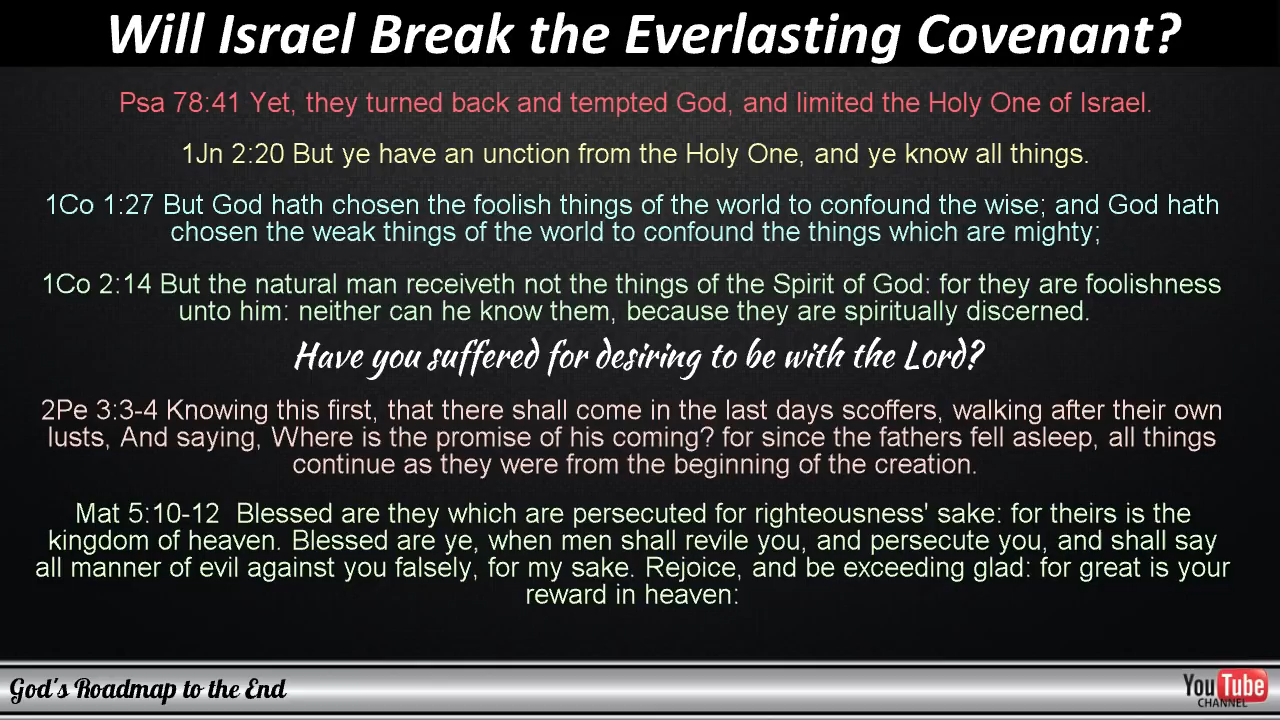 Will Israel Break the Everlasting Covenant?
Psa 78:41 Yet, they turned back and tempted God, and limited the Holy One of Israel.
1Jn 2:20 But ye have an unction from the Holy One, and ye know all things.
1Co 1:27 But God hath chosen the foolish things of the world to confound the wise; and God hath
chosen the weak things of the world to confound the things which are mighty;
1Co 2:14 But the natural man receiveth not the things of the Spirit of God: for they are foolishness
unto him: neither can he know them, because they are spiritually discerned.
Have you suffered for desiring to be with the Lord?
2Pe 3:3-4 Knowing this first, that there shall come in the last days scoffers, walking after their own
lusts, And saying, Where is the promise of his coming? for since the fathers fell asleep, all things
continue as they were from the beginning of the creation.
Mat 5:10-12  Blessed are they which are persecuted for righteousness' sake: for theirs is the
kingdom of heaven. Blessed are ye, when men shall revile you, and persecute you, and shall say
all manner of evil against you falsely, for my sake. Rejoice, and be exceeding glad: for great is your
reward in heaven:
God's Roadmap to the End
YouTube
CHANNEL